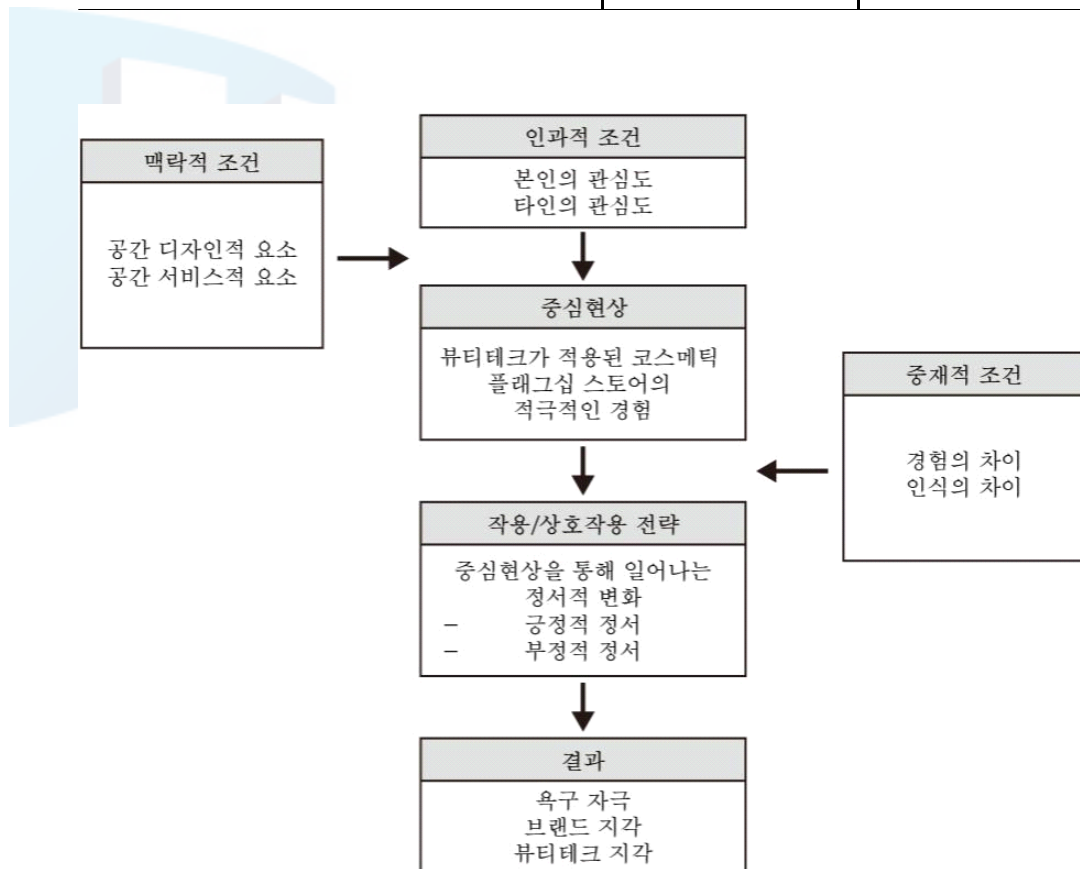 맥락적 조건
공간 디자인적 요소
공간 서비스적 요소
인과적 조건
본인의 관심도
타인의 관심도
중심현상
뷰티테크가 적용된 코스메틱
플래그십 스토어의
적극적인 경험
중재적 조건
경험의 차이
인식의 차이
작용/상호작용 전략
중심현상을 통해 일어나는
정서적 변화
– 긍정적 정서
– 부정적 정서
결과
욕구 자극
브랜드 지각
뷰티테크 지각